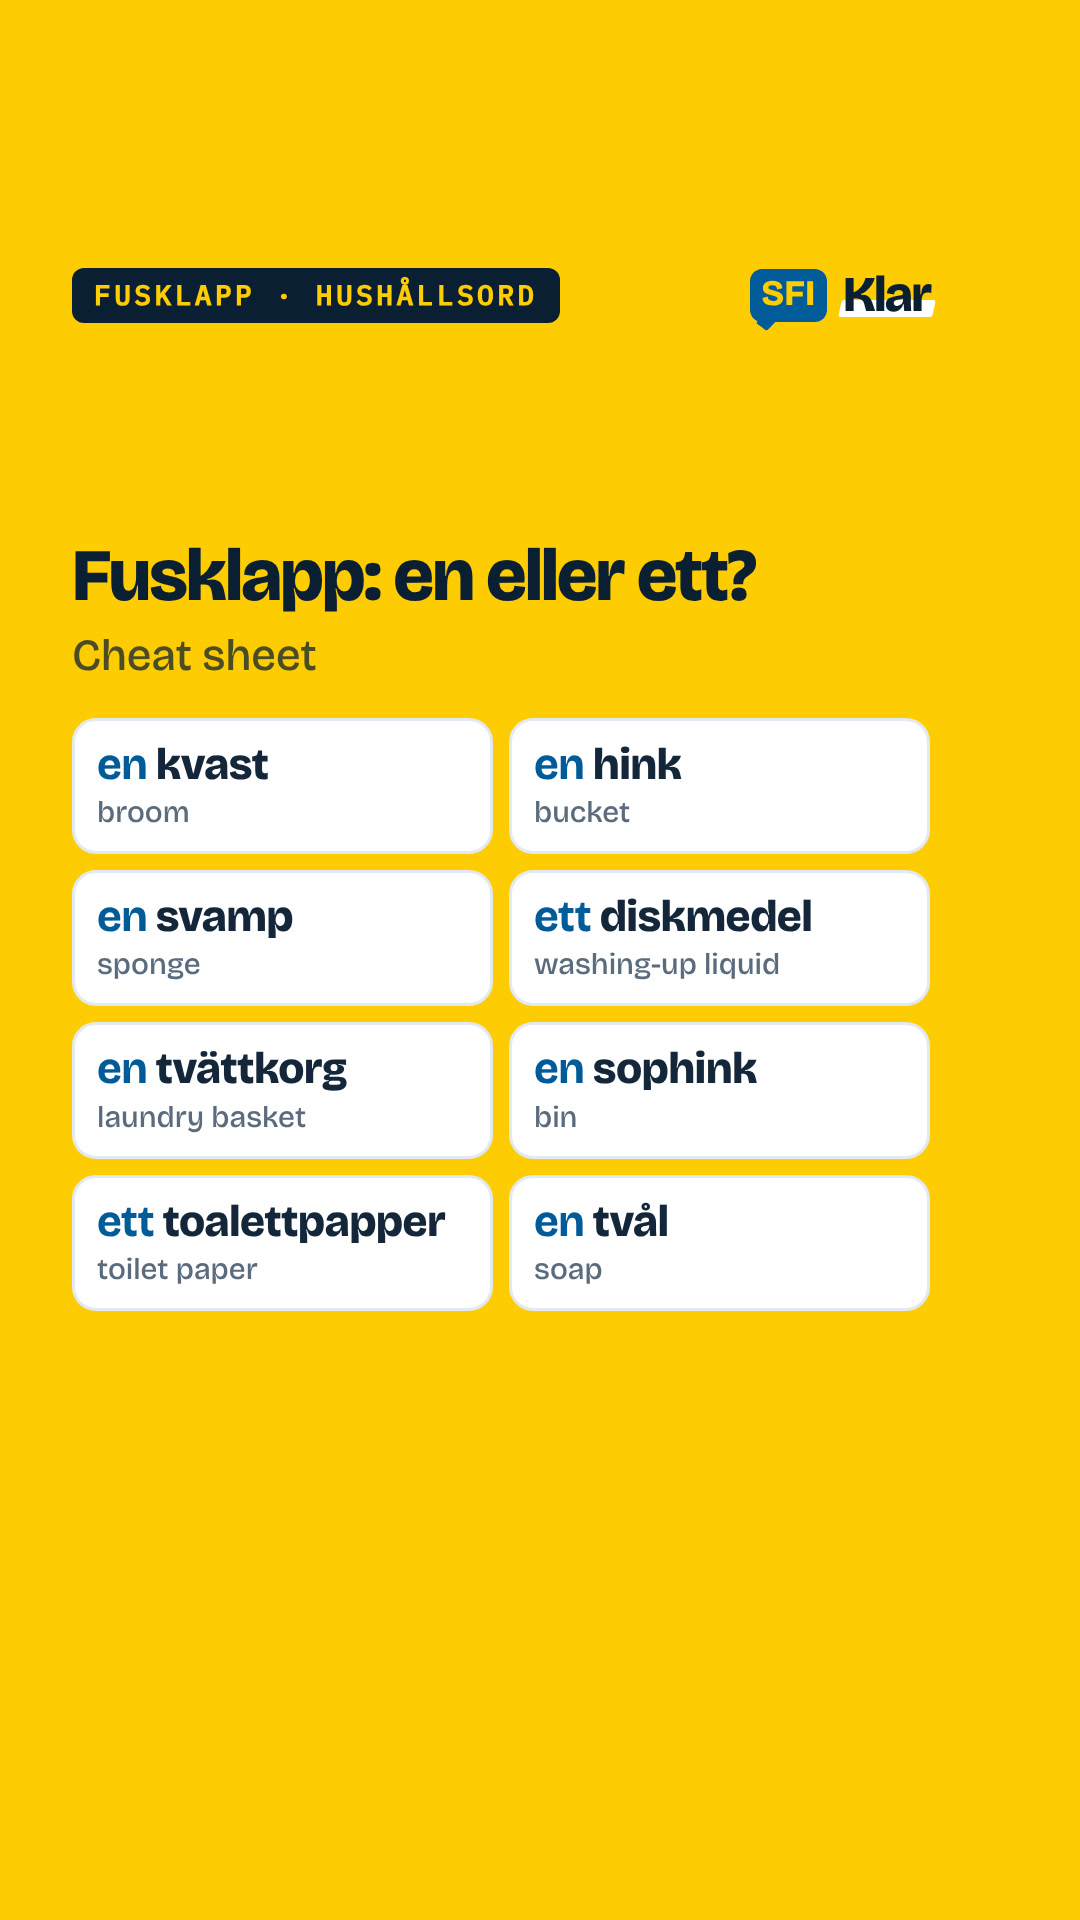 FUSKLAPP · HUSHÅLLSORD
SFI Klar
Fusklapp: en eller ett?
Cheat sheet
en kvast
broom
en hink
bucket
en svamp
sponge
ett diskmedel
washing-up liquid
en tvättkorg
laundry basket
en sophink
bin
ett toalettpapper
toilet paper
en tvål
soap